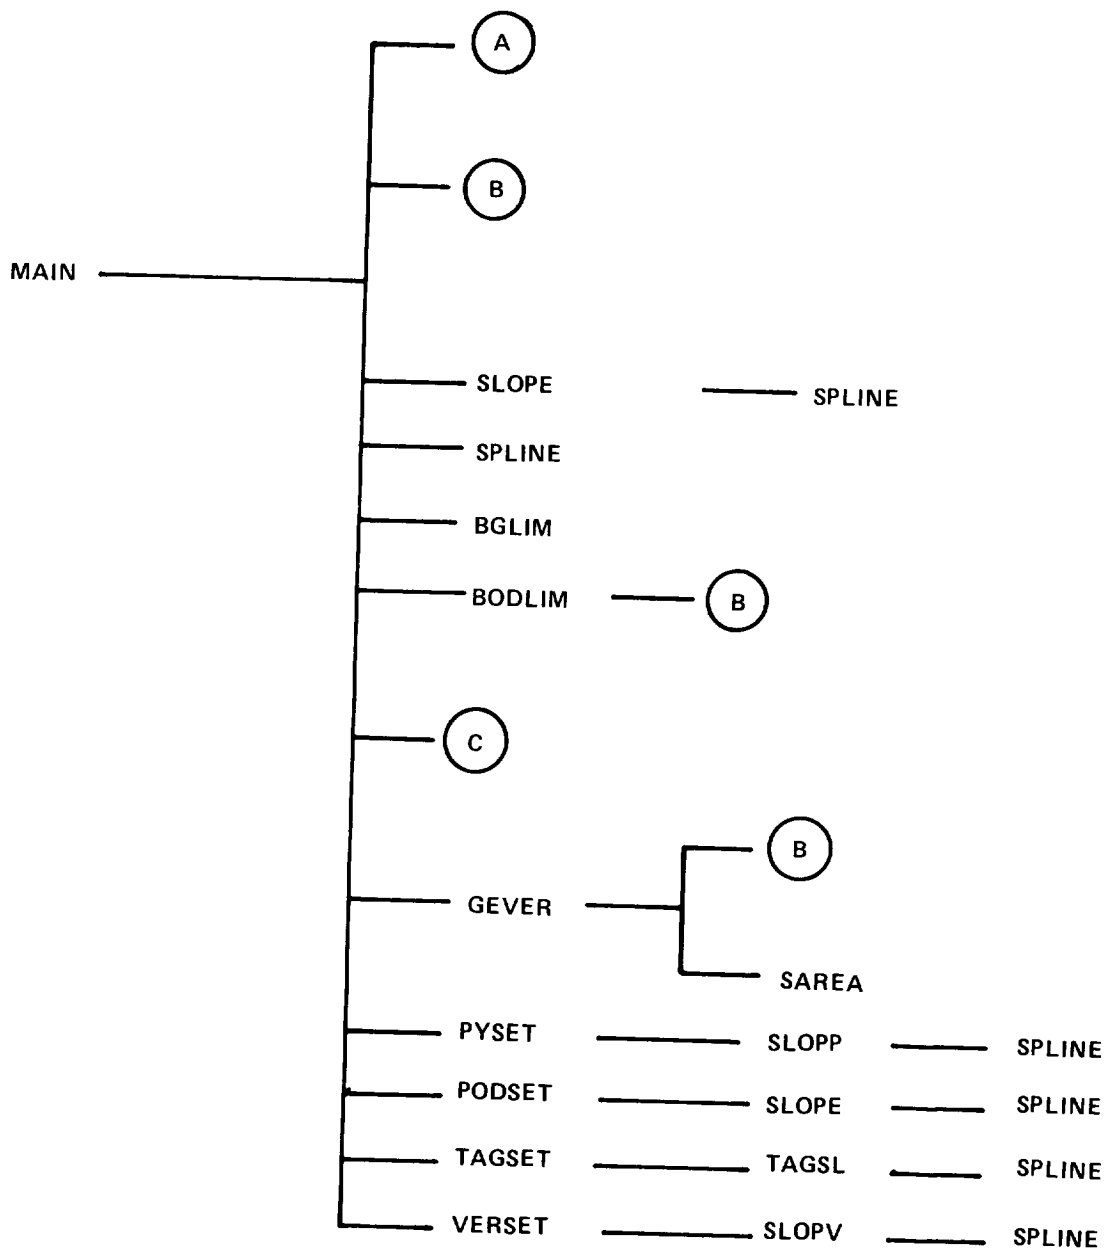 A
B
MAIN
SLOPE SPLINE
SPLINE
BGLIM
BODLIM B
C
B
GEVER
SAREA
PYSET SLOPP SPLINE
PODSET SLOPE SPLINE
TAGSET TAGSL SPLINE
VERSET SLOPV SPLINE